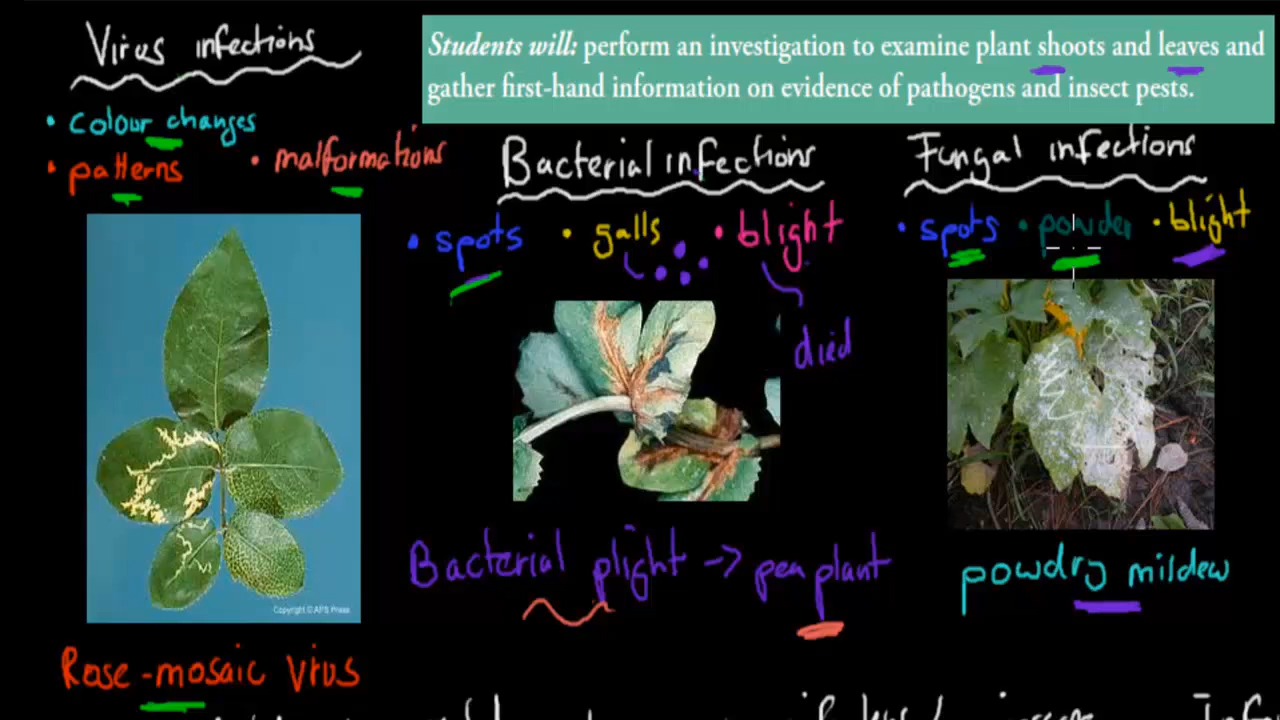 Virus infections
• colour changes
• patterns • malformations
Students will: perform an investigation to examine plant shoots and leaves and
gather first-hand information on evidence of pathogens and insect pests.
Bacterial infections
• spots • galls • blight
died
Fungal infections
• spots • powder • blight
Copyright © APS Press
Rose-mosaic virus
Bacterial plight → pea plant
powdry mildew